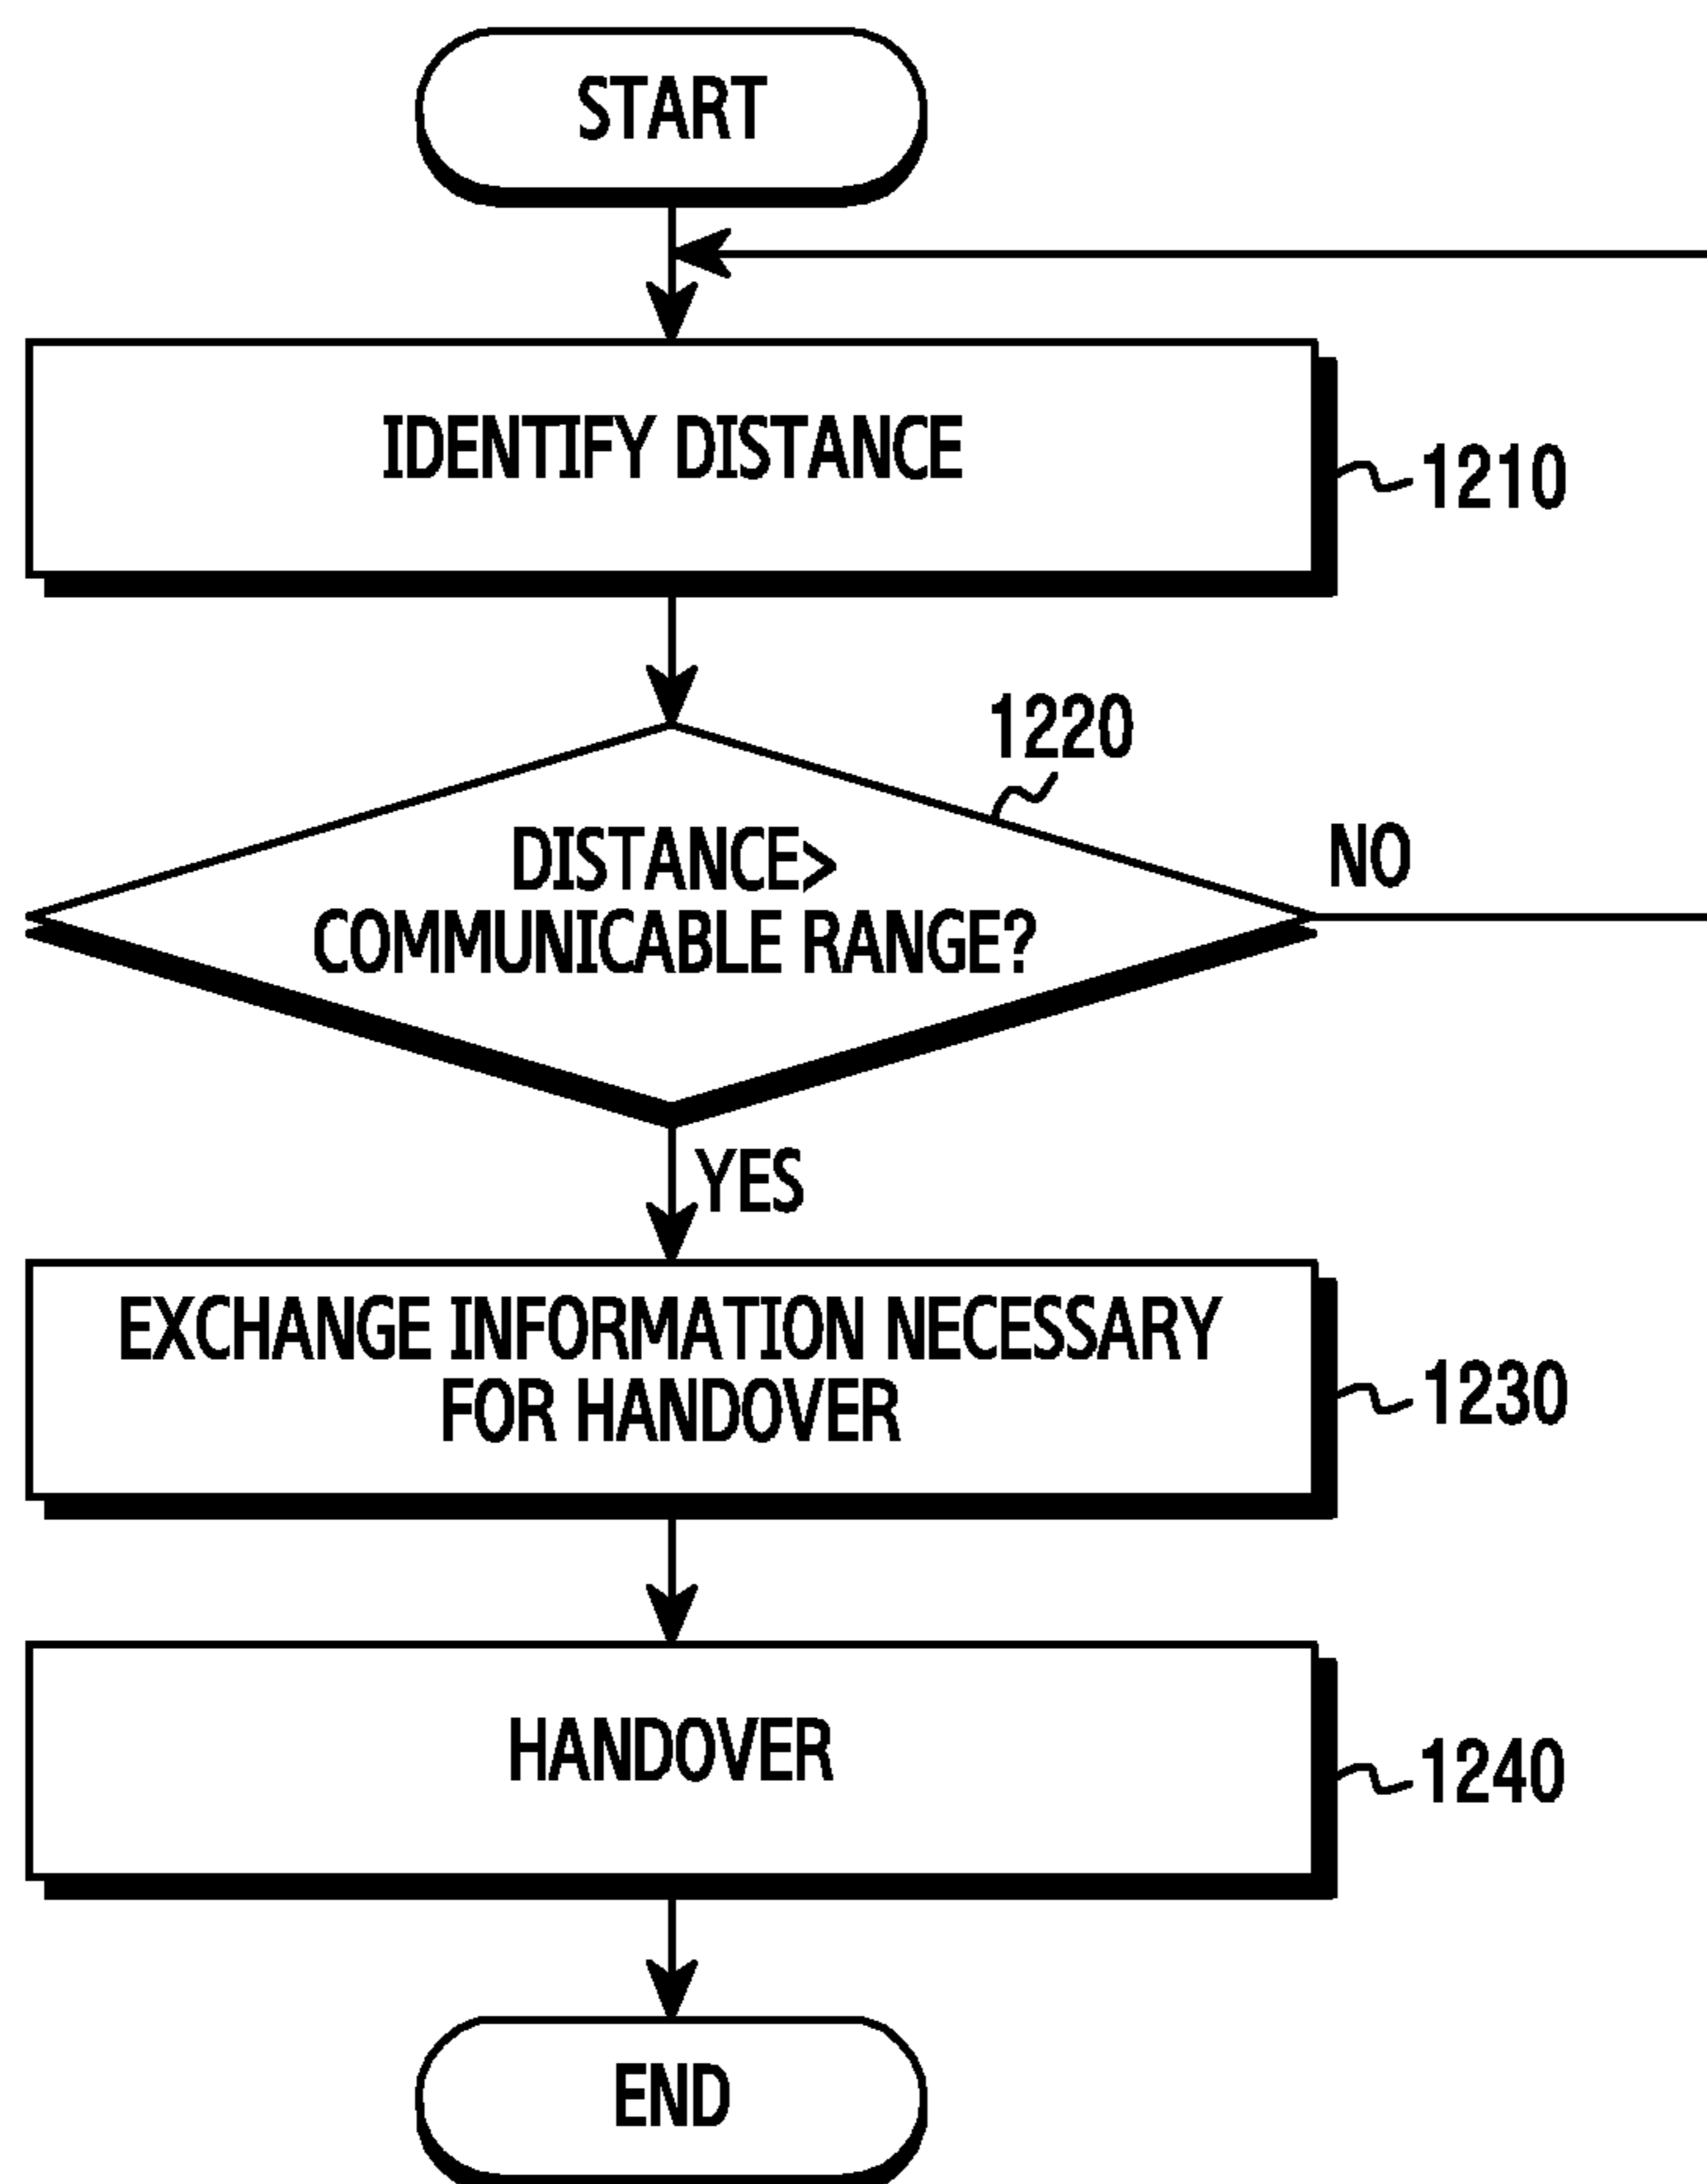 START
IDENTIFY DISTANCE
1210
1220
DISTANCE>
COMMUNICABLE RANGE?
NO
YES
EXCHANGE INFORMATION NECESSARY
FOR HANDOVER
1230
HANDOVER
1240
END